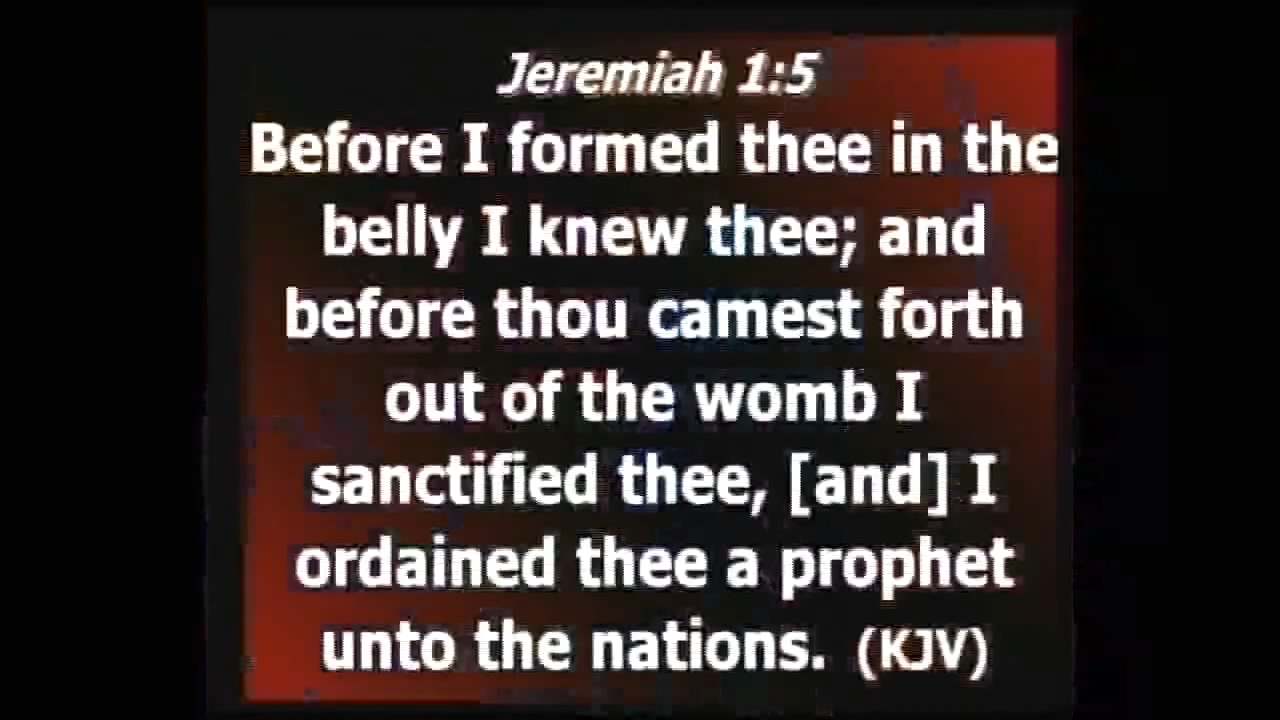 Jeremiah 1:5
Before I formed thee in the
belly I knew thee; and
before thou camest forth
out of the womb I
sanctified thee, [and] I
ordained thee a prophet
unto the nations. (KJV)